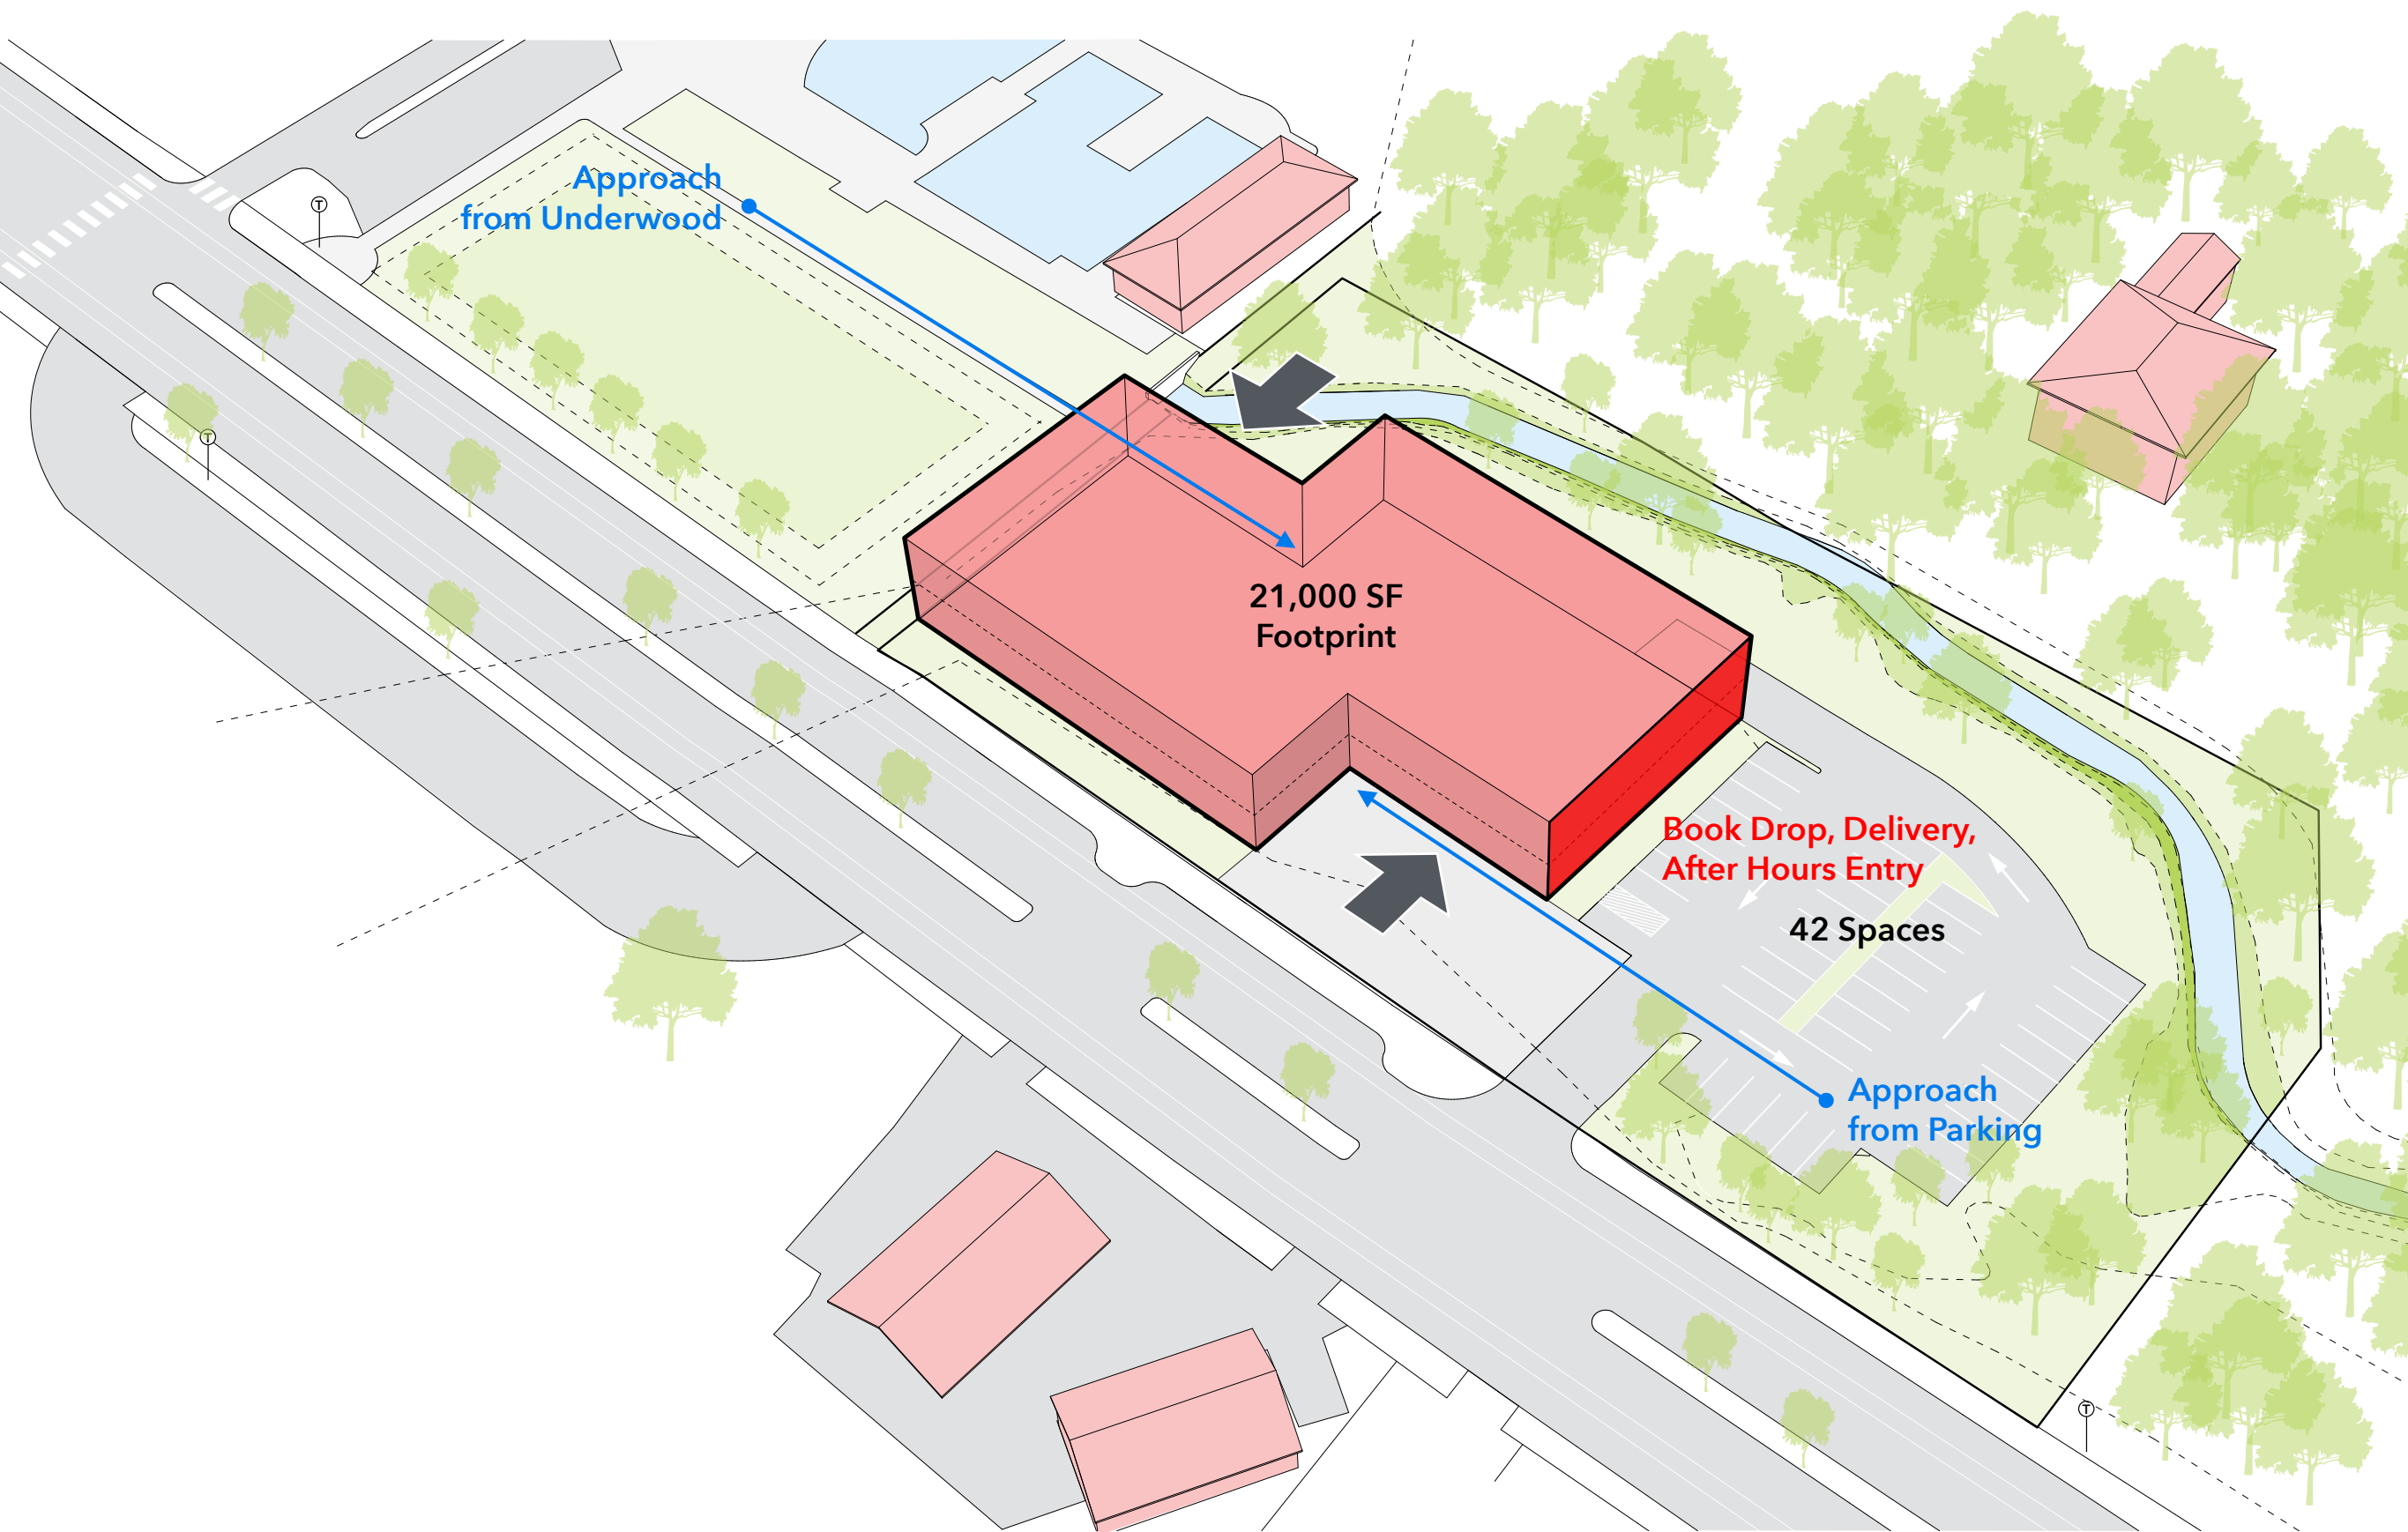 Approach
from Underwood
T
T
21,000 SF
Footprint
Book Drop, Delivery,
After Hours Entry
42 Spaces
Approach
from Parking
T